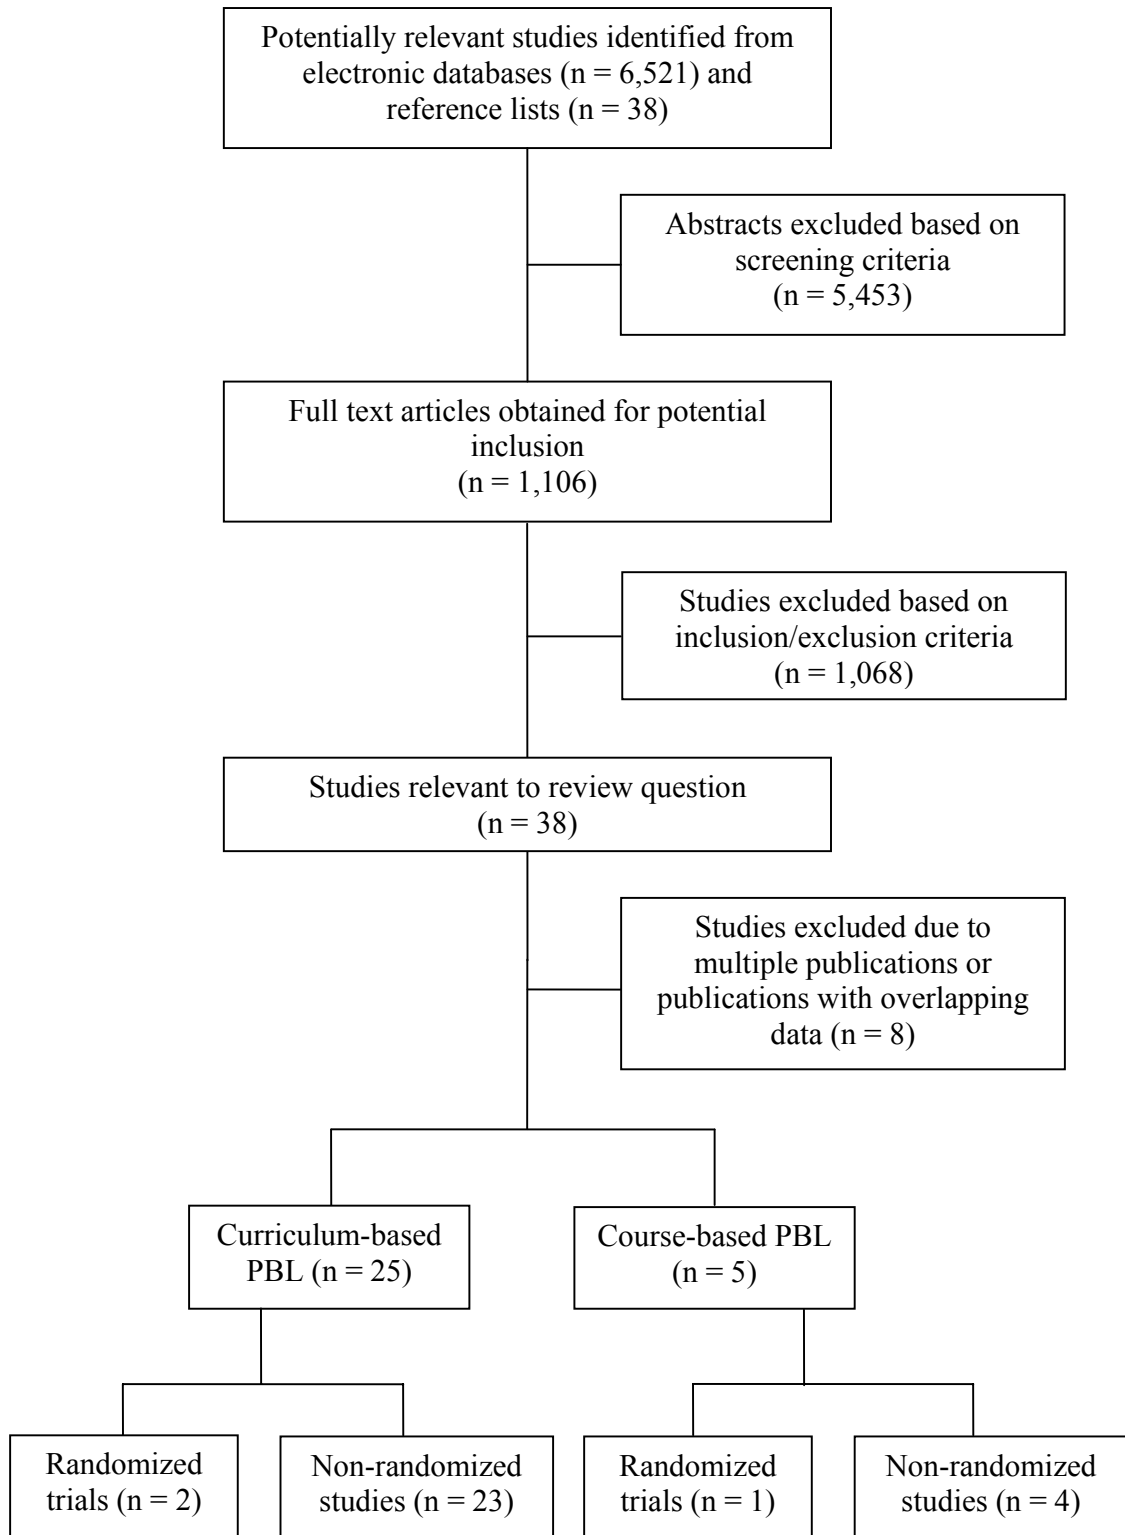 Potentially relevant studies identified from
electronic databases (n = 6,521) and
reference lists (n = 38)
Abstracts excluded based on
screening criteria
(n = 5,453)
Full text articles obtained for potential
inclusion
(n = 1,106)
Studies excluded based on
inclusion/exclusion criteria
(n = 1,068)
Studies relevant to review question
(n = 38)
Studies excluded due to
multiple publications or
publications with overlapping
data (n = 8)
Curriculum-based
PBL (n = 25)
Course-based PBL
(n = 5)
Randomized
trials (n = 2)
Non-randomized
studies (n = 23)
Randomized
trials (n = 1)
Non-randomized
studies (n = 4)